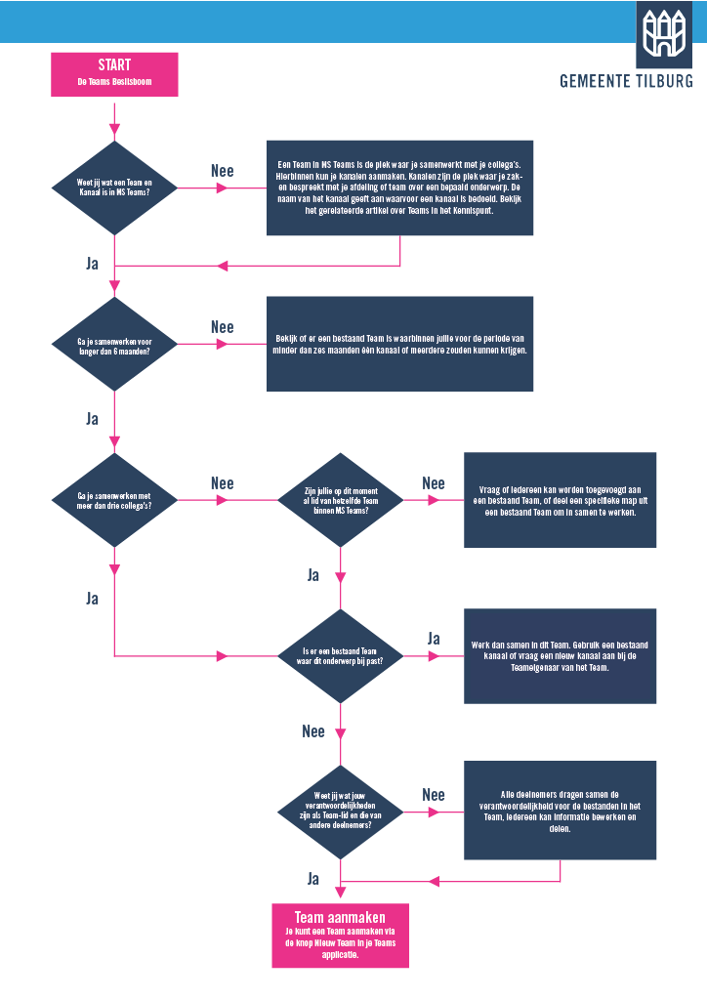 GEMEENTE TILBURG
START
De Teams Beslisboom
Weet jij wat een Team en
Kanaal is in MS Teams?
Nee
Een Team in MS Teams is de plek waar je samenwerkt met je collega's.
Hierbinnen kun je kanalen aanmaken. Kanalen zijn de plek waar je zak-
en bespreekt met je afdeling of team over een bepaald onderwerp. De
naam van het kanaal geeft aan waarvoor een kanaal is bedoeld. Bekijk
het gerelateerde artikel over Teams in het Kennispunt.
Ja
Ga je samenwerken voor
langer dan 6 maanden?
Nee
Bekijk of er een bestaand Team is waarbinnen jullie voor de periode van
minder dan zes maanden één kanaal of meerdere zouden kunnen krijgen.
Ja
Ga je samenwerken met
meer dan drie collega's?
Nee
Zijn jullie op dit moment
al lid van hetzelfde Team
binnen MS Teams?
Nee
Vraag of iedereen kan worden toegevoegd aan
een bestaand Team, of deel een specifieke map uit
een bestaand Team om in samen te werken.
Ja
Ja
Is er een bestaand Team
waar dit onderwerp bij past?
Ja
Werk dan samen in dit Team. Gebruik een bestaand
kanaal of vraag een nieuw kanaal aan bij de
Teameigenaar van het Team.
Nee
Weet jij wat jouw
verantwoordelijkheden
zijn als Team-lid en die van
andere deelnemers?
Nee
Alle deelnemers dragen samen de
verantwoordelijkheid voor de bestanden in het
Team, iedereen kan informatie bewerken en
delen.
Ja
Team aanmaken
Je kunt een Team aanmaken via
de knop Nieuw Team in je Teams
applicatie.